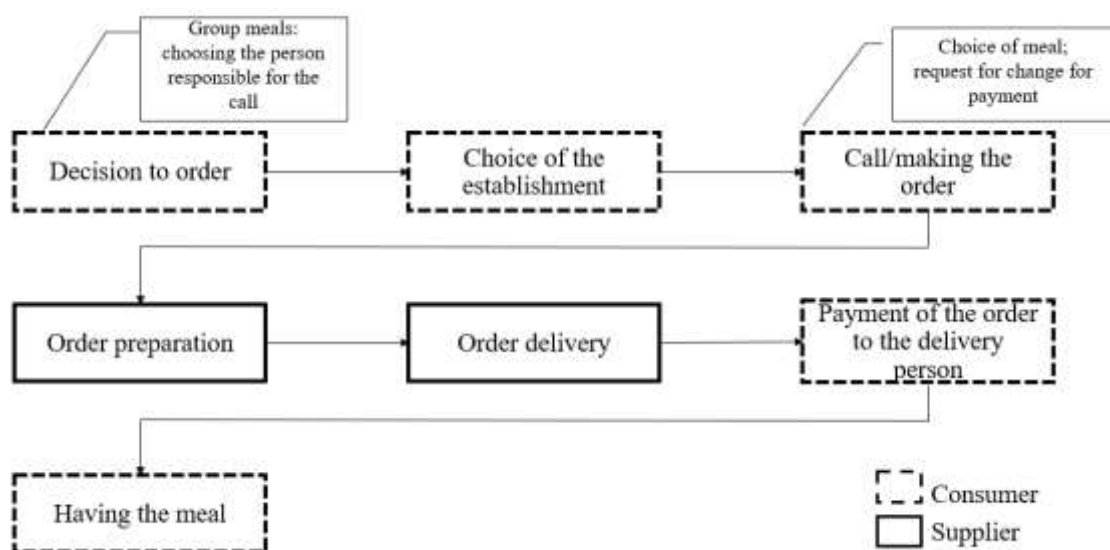 Group meals:
choosing the person
responsible for the
call
Choice of meal;
request for change for
payment
Decision to order
Choice of the
establishment
Call/making the
order
Order preparation
Order delivery
Payment of the order
to the delivery
person
Having the meal
Consumer
Supplier